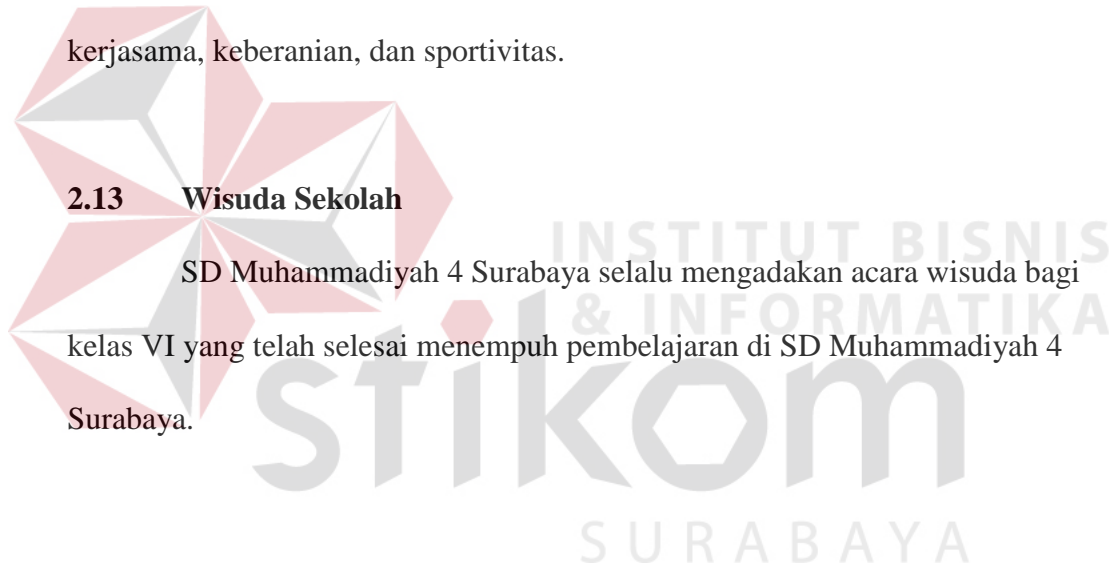 kerjasama, keberanian, dan sportivitas.
2.13 Wisuda Sekolah
SD Muhammadiyah 4 Surabaya selalu mengadakan acara wisuda bagi
kelas VI yang telah selesai menempuh pembelajaran di SD Muhammadiyah 4
Surabaya.
INSTITUT BISNIS
& INFORMATIKA
stikom
SURABAYA